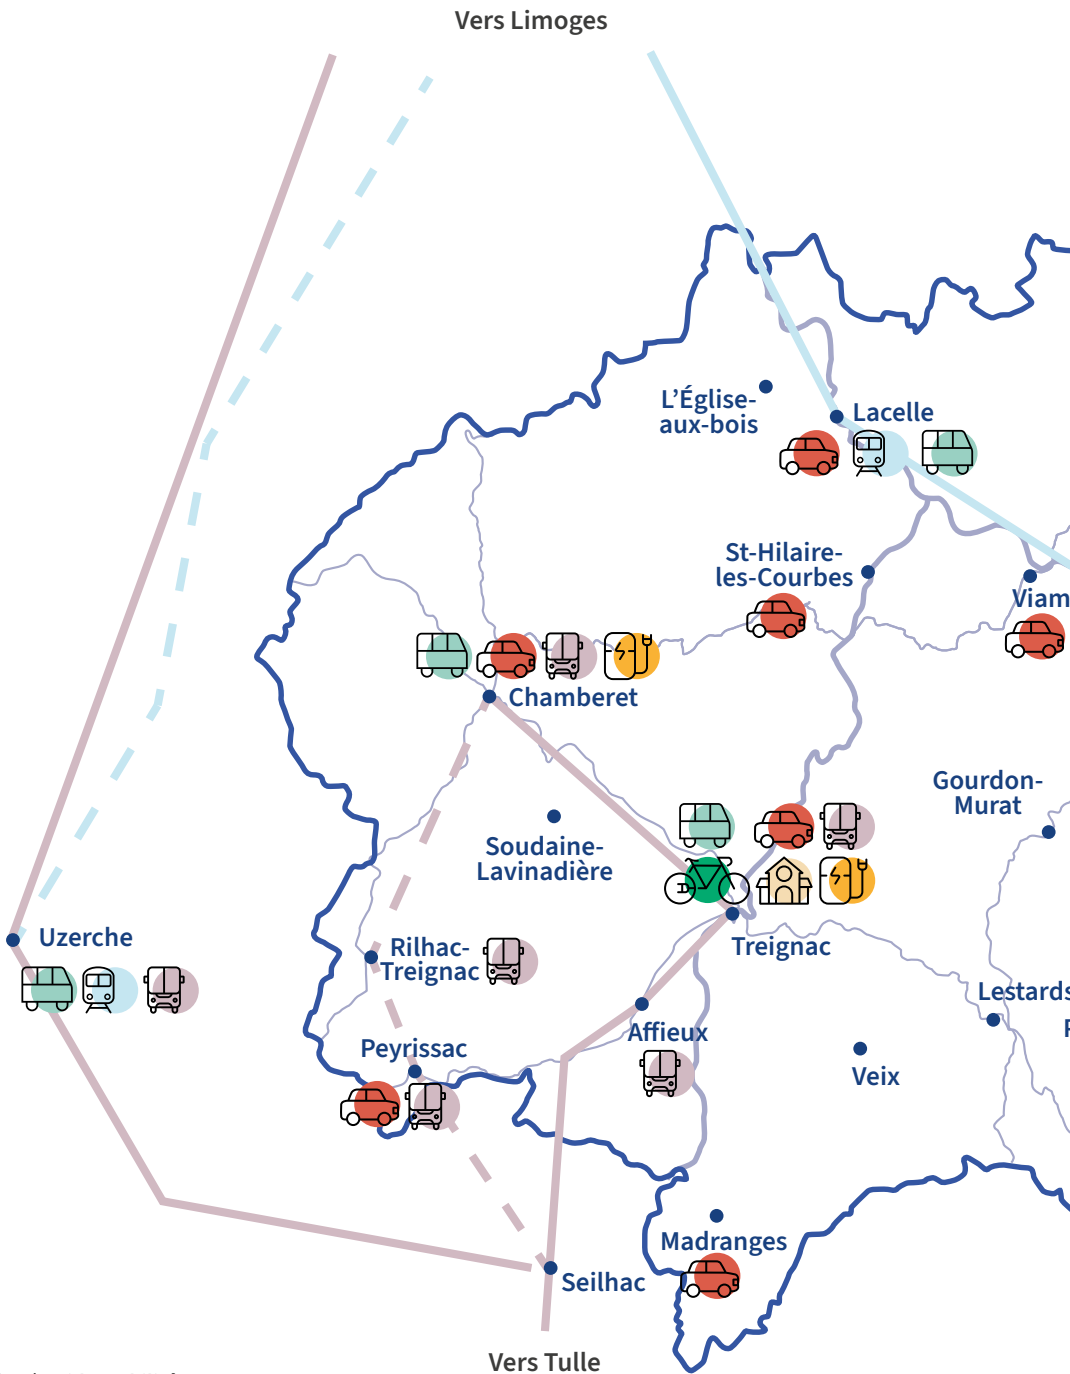 Vers Limoges
L’Église-
aux-bois
Lacelle
St-Hilaire-
les-Courbes
Viam
Chamberet
Gourdon-
Murat
Soudaine-
Lavinadière
Uzerche
Rilhac-
Treignac
Treignac
Lestards
Affieux
Peyrissac
Veix
Madranges
Seilhac
Vers Tulle